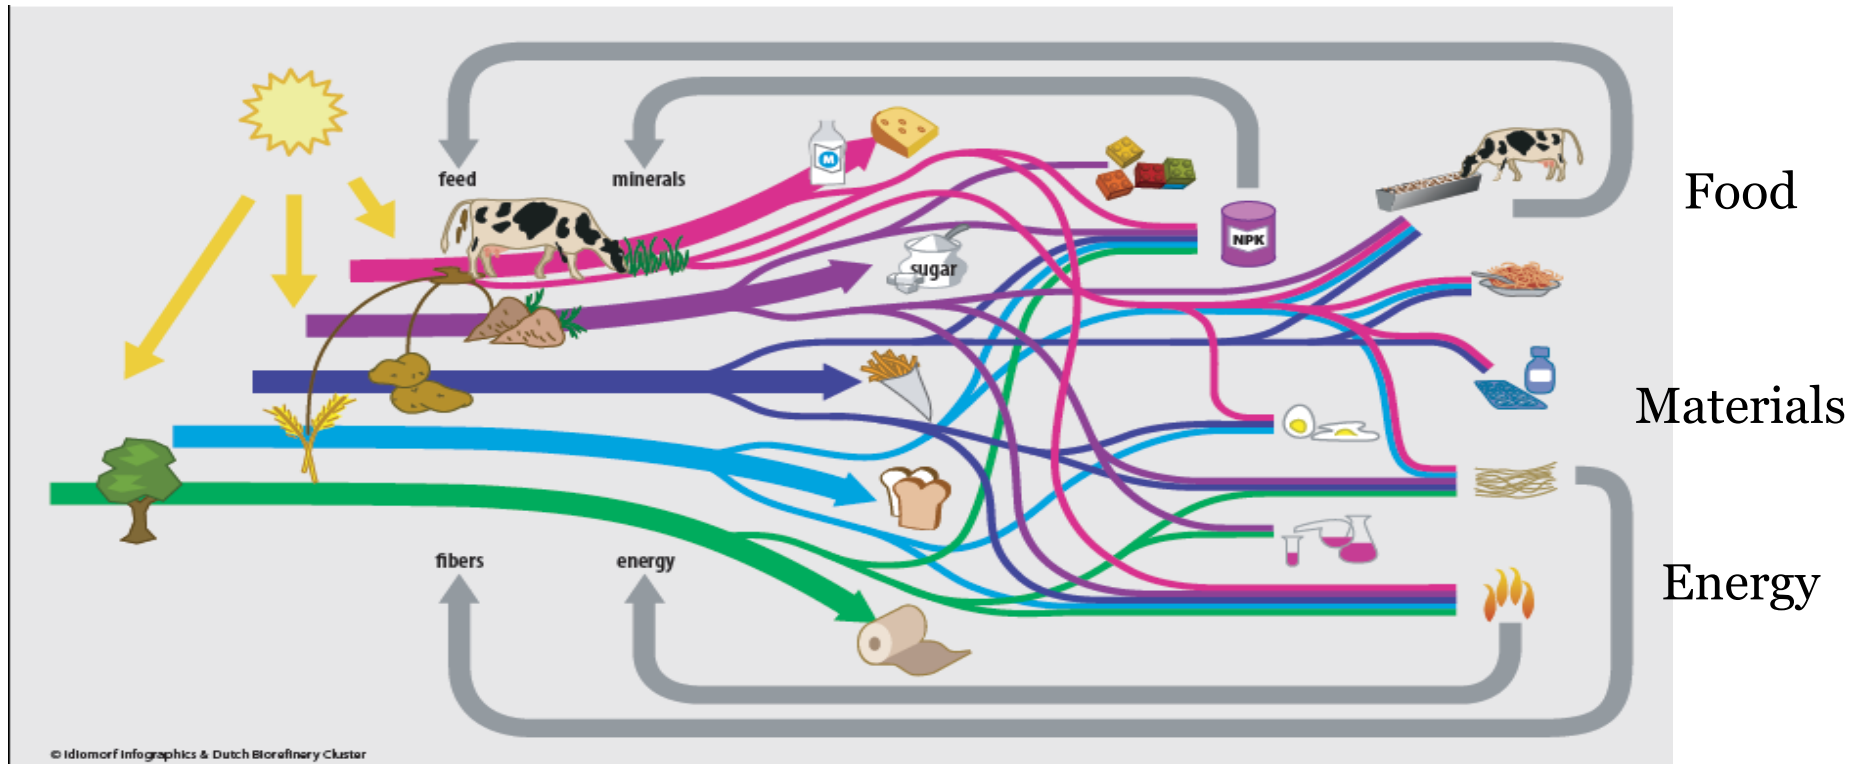 feed
minerals
M
NPK
sugar
Food
Materials
Energy
fibers
energy
© Idiomorf Infographics & Dutch Biorefinery Cluster